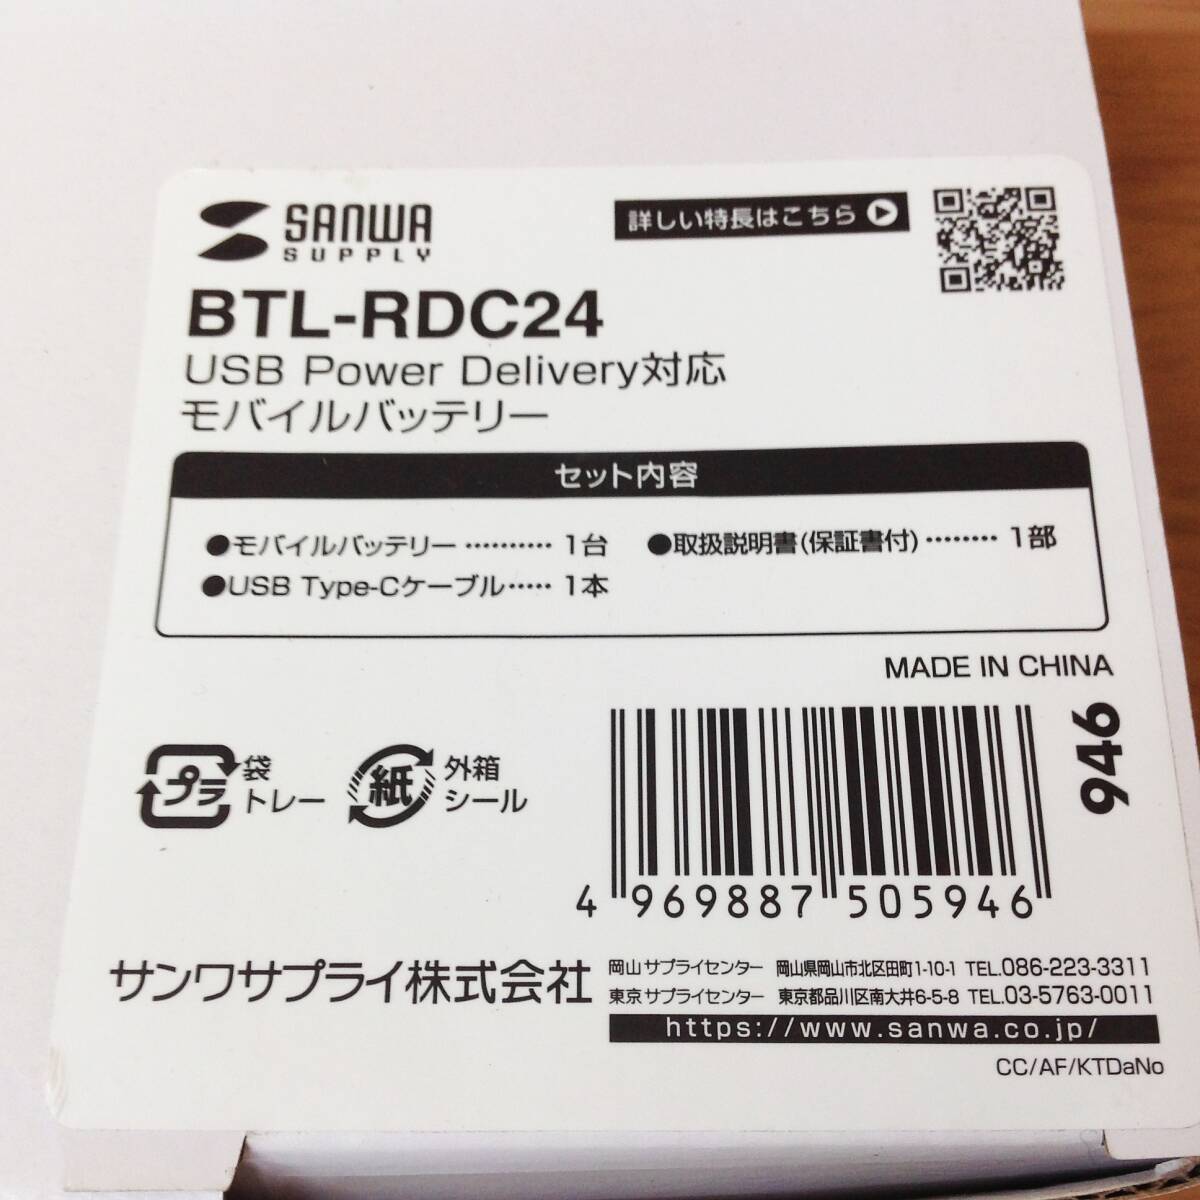 SANWA
SUPPLY
詳しい特長はこちら
BTL-RDC24
USB Power Delivery対応
モバイルバッテリー
セット内容
●モバイルバッテリー ………… 1台
●取扱説明書(保証書付) ……… 1部
●USB Type-Cケーブル…… 1本
MADE IN CHINA
946
プラ
袋
トレー
紙
外箱
シール
4 969887 505946
サンワサプライ株式会社
岡山サプライセンター 岡山県岡山市北区田町1-10-1 TEL.086-223-3311
東京サプライセンター 東京都品川区南大井6-5-8 TEL.03-5763-0011
https://www.sanwa.co.jp/
CC/AF/KTDaNo